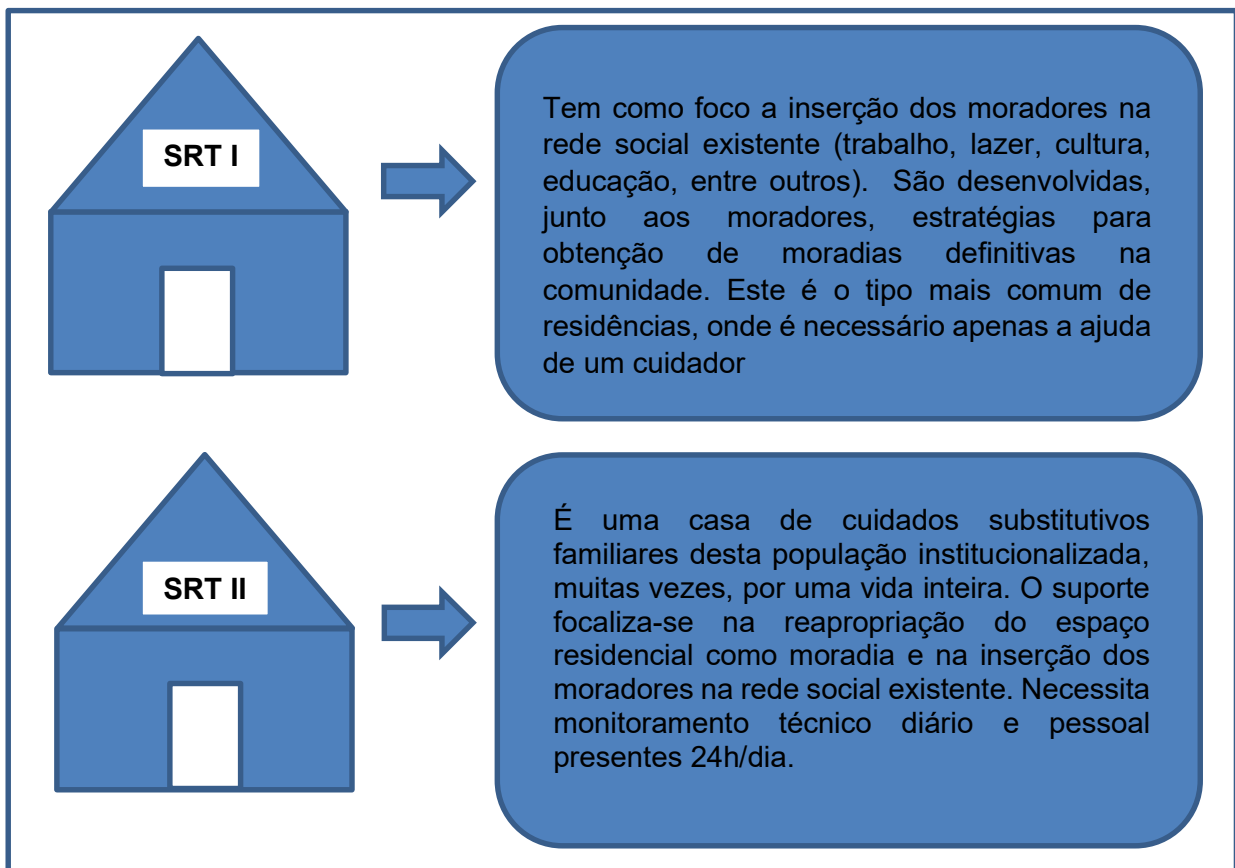 SRT I
Tem como foco a inserção dos moradores na
rede social existente (trabalho, lazer, cultura,
educação, entre outros). São desenvolvidas,
junto aos moradores, estratégias para
obtenção de moradias definitivas na
comunidade. Este é o tipo mais comum de
residências, onde é necessário apenas a ajuda
de um cuidador
SRT II
É uma casa de cuidados substitutivos
familiares desta população institucionalizada,
muitas vezes, por uma vida inteira. O suporte
focaliza-se na reapropriação do espaço
residencial como moradia e na inserção dos
moradores na rede social existente. Necessita
monitoramento técnico diário e pessoal
presentes 24h/dia.